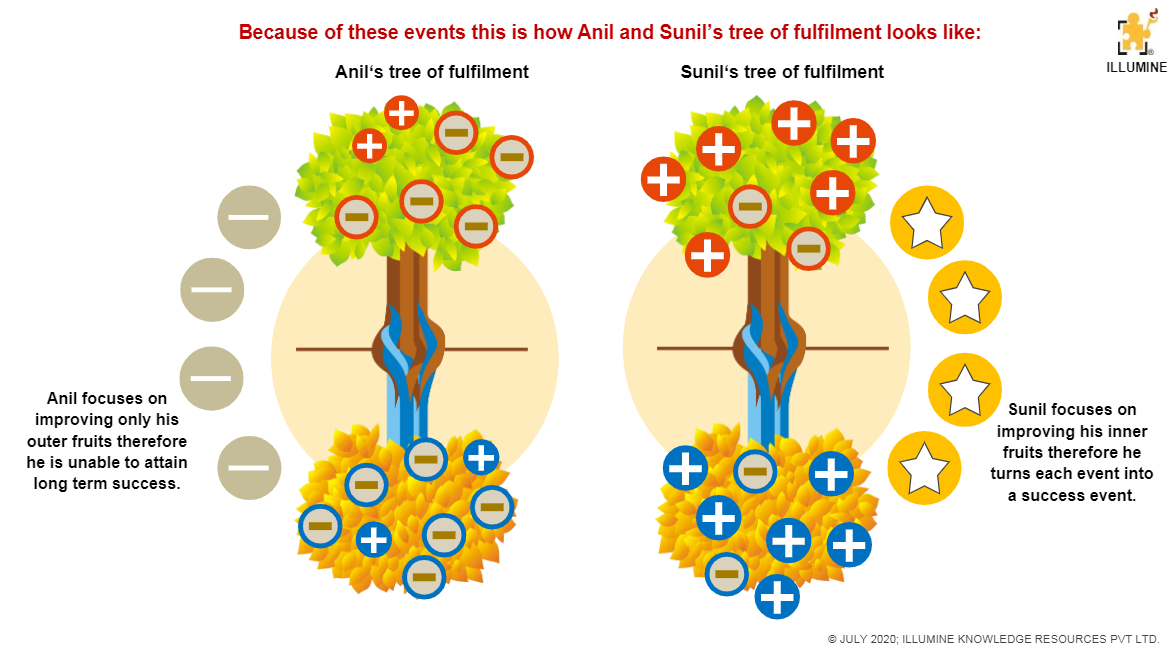 Because of these events this is how Anil and Sunil’s tree of fulfilment looks like:
ILLUMINE
®
Anil‘s tree of fulfilment
Sunil‘s tree of fulfilment
Anil focuses on
improving only his
outer fruits therefore
he is unable to attain
long term success.
Sunil focuses on
improving his inner
fruits therefore he
turns each event into
a success event.
© JULY 2020; ILLUMINE KNOWLEDGE RESOURCES PVT LTD.